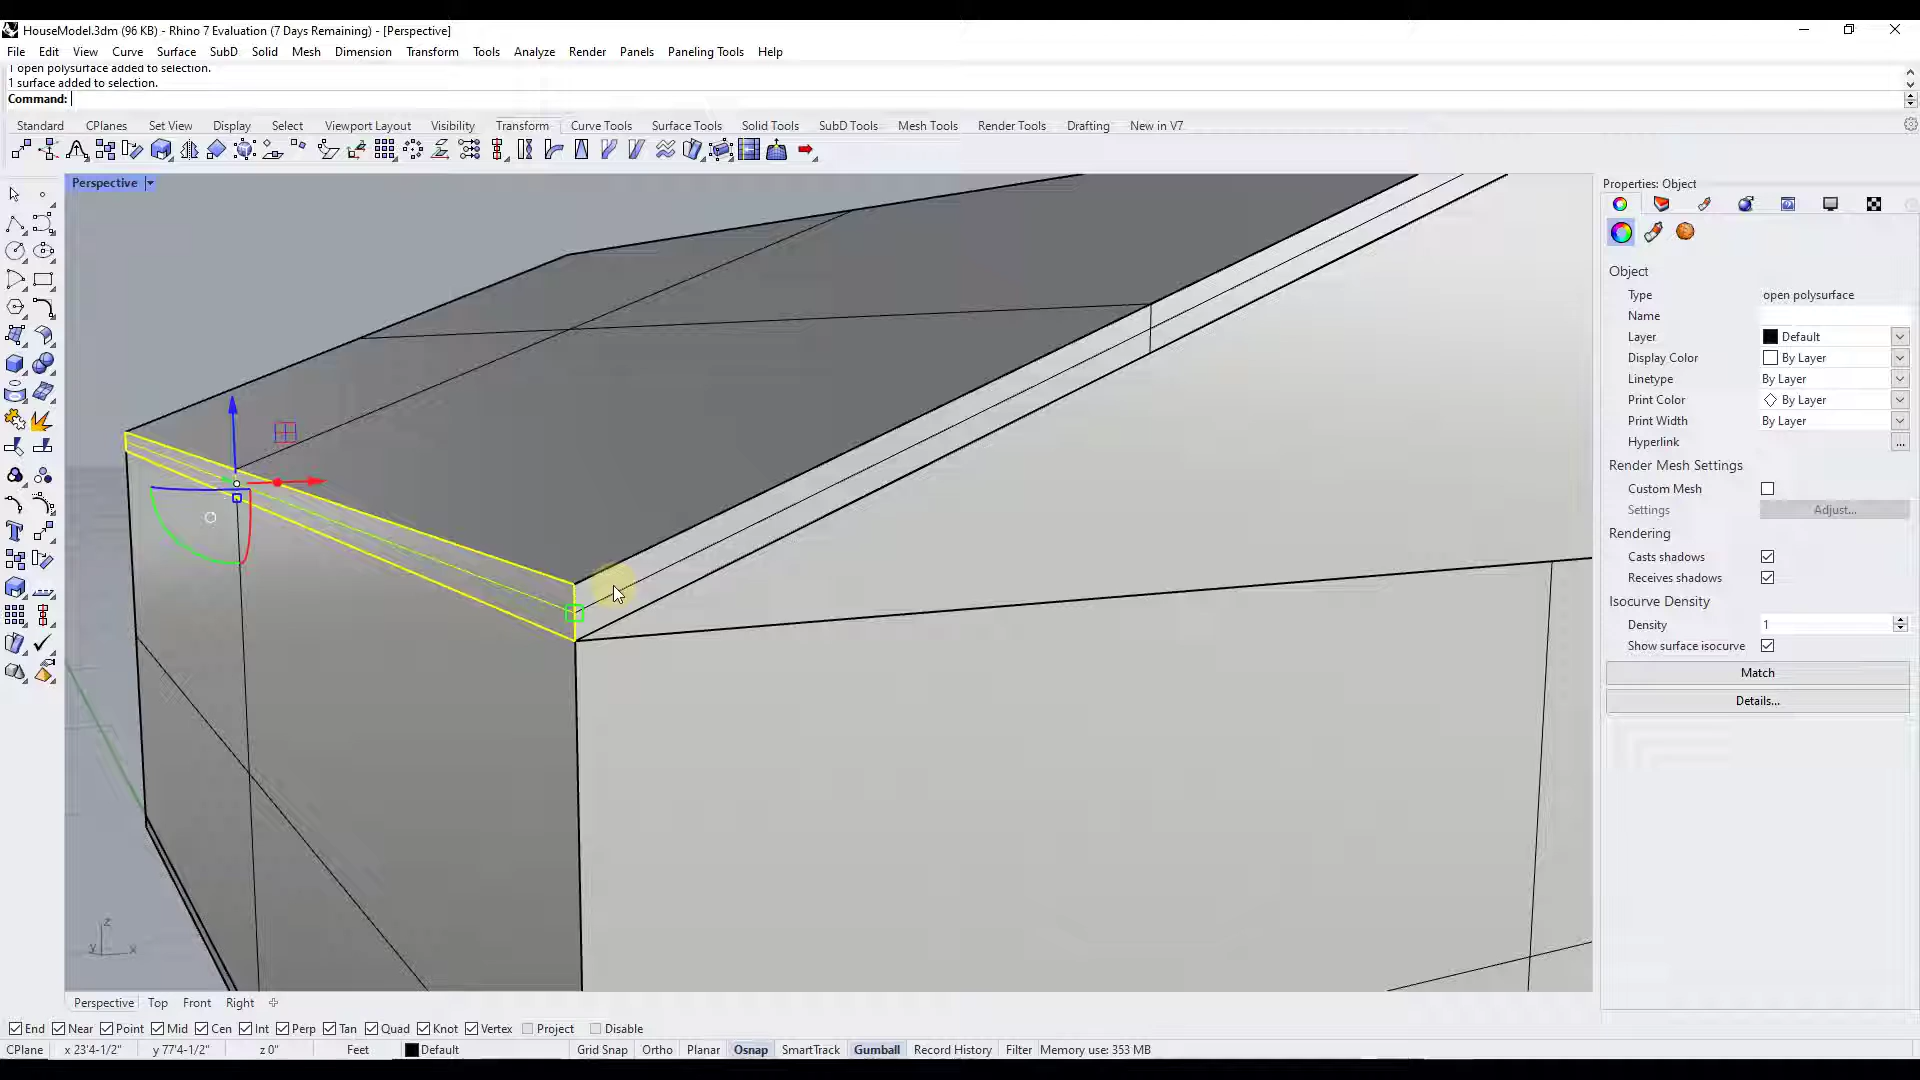 HouseModel.3dm (96 KB) - Rhino 7 Evaluation (7 Days Remaining) - [Perspective]
File Edit View Curve Surface SubD Solid Mesh Dimension Transform Tools Analyze Render Panels Paneling Tools Help
1 open polysurface added to selection.
1 surface added to selection.
Command:
Standard CPlanes Set View Display Select Viewport Layout Visibility Transform Curve Tools Surface Tools Solid Tools SubD Tools Mesh Tools Render Tools Drafting New in V7
Perspective
Properties: Object
Object
Type open polysurface
Name
Layer Default
Display Color By Layer
Linetype By Layer
Print Color By Layer
Print Width By Layer
Hyperlink ...
Render Mesh Settings
Custom Mesh
Settings Adjust...
Rendering
Casts shadows
Receives shadows
Isocurve Density
Density 1
Show surface isocurve
Match
Details...
z
y x
Perspective Top Front Right
End Near Point Mid Cen Int Perp Tan Quad Knot Vertex Project Disable
CPlane x 23'4-1/2" y 77'4-1/2" z 0" Feet Default Grid Snap Ortho Planar Osnap SmartTrack Gumball Record History Filter Memory use: 353 MB